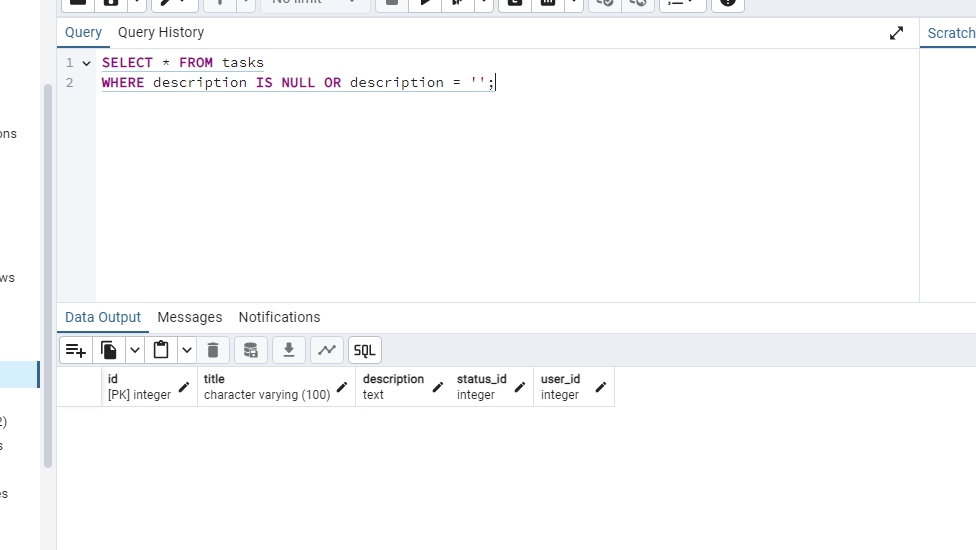 No limit
Query Query History
Scratch
1 SELECT * FROM tasks
2 WHERE description IS NULL OR description = '';
ons
ws
2)
s
es
Data Output Messages Notifications
SQL
id title description status_id user_id
[PK] integer character varying (100) text integer integer